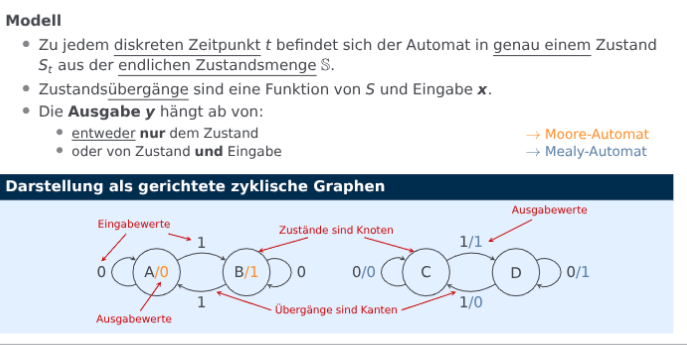 Modell
• Zu jedem diskreten Zeitpunkt t befindet sich der Automat in genau einem Zustand
Sₜ aus der endlichen Zustandsmenge 𝕊.
• Zustandsübergänge sind eine Funktion von S und Eingabe x.
• Die Ausgabe y hängt ab von:
• entweder nur dem Zustand → Moore-Automat
• oder von Zustand und Eingabe → Mealy-Automat
Darstellung als gerichtete zyklische Graphen
Ausgabewerte
Eingabewerte
Zustände sind Knoten
1 1/1
0 A/0 B/1 0 0/0 C D 0/1
1 1/0
Übergänge sind Kanten
Ausgabewerte